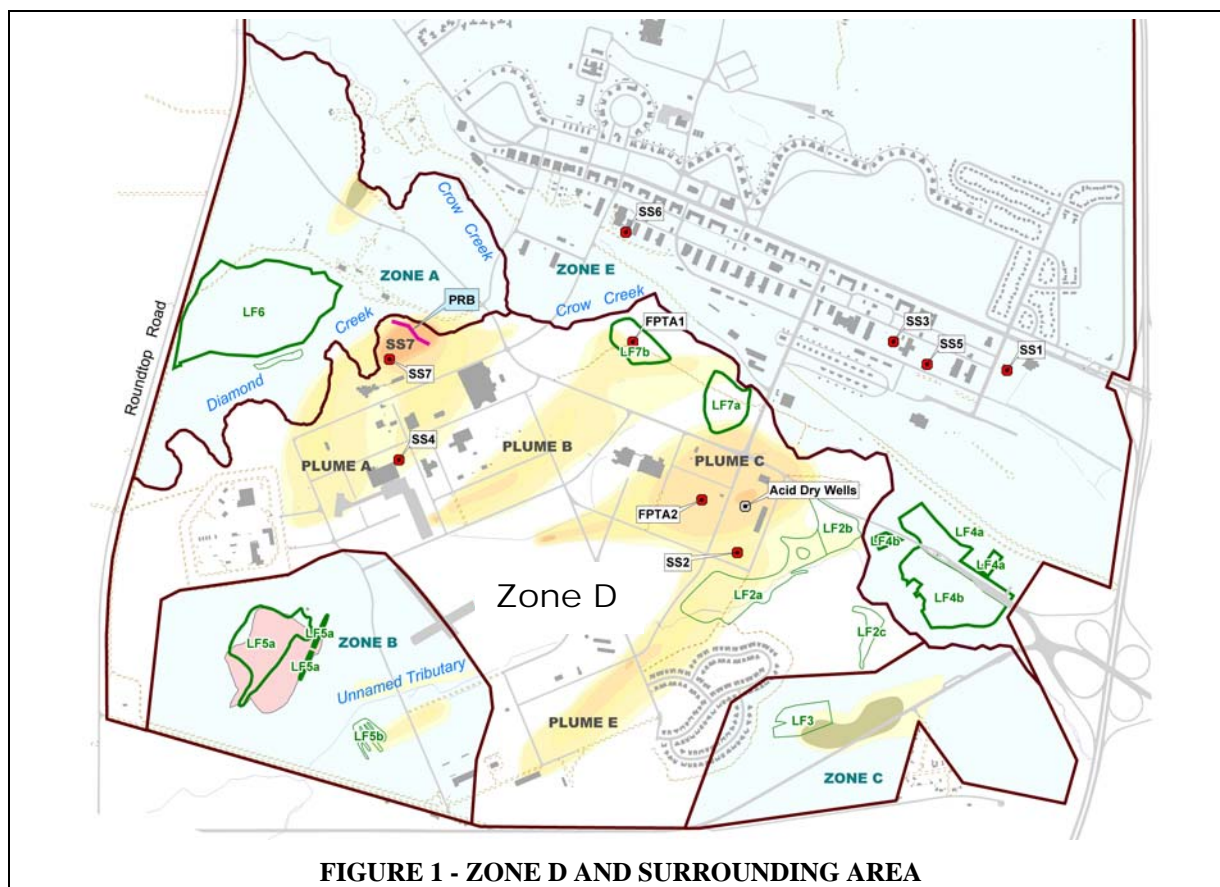 Crow Creek
SS6
ZONE A
ZONE E
PRB
Crow Creek
LF6
Creek
FPTA1
SS3
Roundtop Road
SS7
LF7b
SS5
SS1
SS7
Diamond
LF7a
SS4
PLUME B
PLUME C
PLUME A
Acid Dry Wells
FPTA2
LF2b
LF4a
LF4b
SS2
LF4a
Zone D
LF2a
LF4b
LF5a
LF5a
ZONE B
LF2c
LF5a
Unnamed Tributary
PLUME E
LF3
LF5b
ZONE C
FIGURE 1 - ZONE D AND SURROUNDING AREA